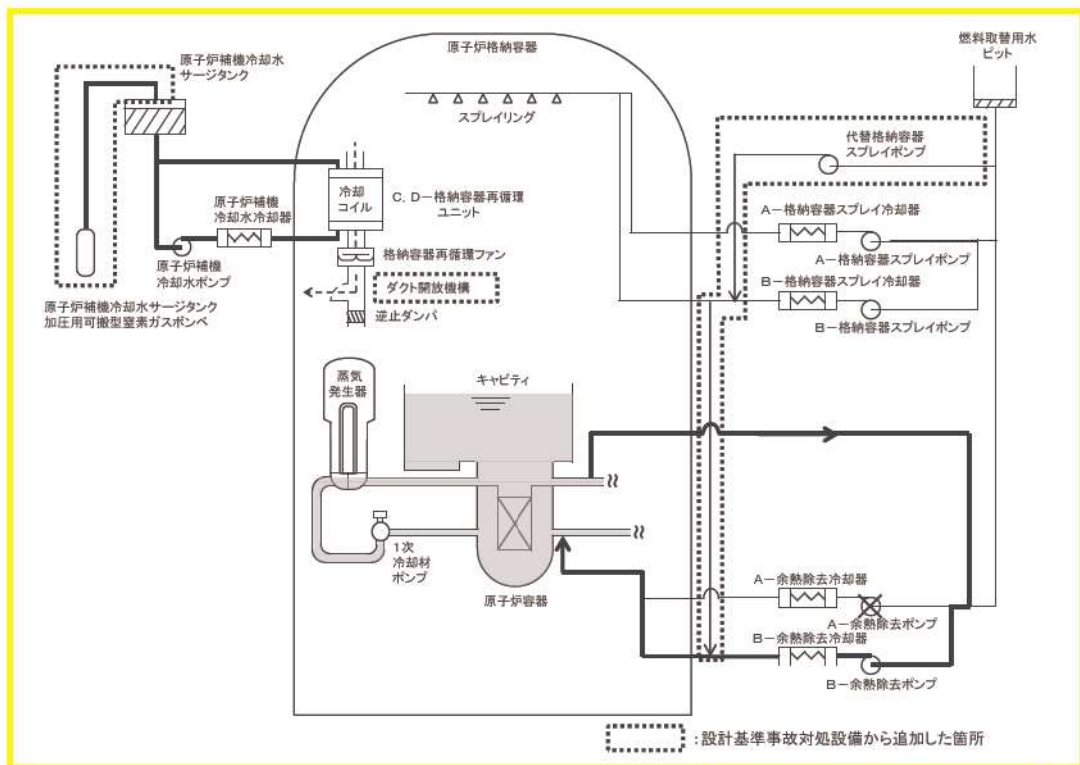 原子炉補機冷却水
サージタンク
原子炉格納容器
燃料取替用水
ピット
スプレイリング
代替格納容器
スプレイポンプ
冷却
コイル
C, D－格納容器再循環
ユニット
原子炉補機
冷却水冷却器
A－格納容器スプレイ冷却器
A－格納容器スプレイポンプ
格納容器再循環ファン
原子炉補機
冷却水ポンプ
ダクト開放機構
B－格納容器スプレイ冷却器
原子炉補機冷却水サージタンク
加圧用可搬型窒素ガスボンベ
逆止ダンパ
B－格納容器スプレイポンプ
蒸気
発生器
キャビティ
1次
冷却材
ポンプ
原子炉容器
A－余熱除去冷却器
A－余熱除去ポンプ
B－余熱除去冷却器
B－余熱除去ポンプ
：設計基準事故対処設備から追加した箇所